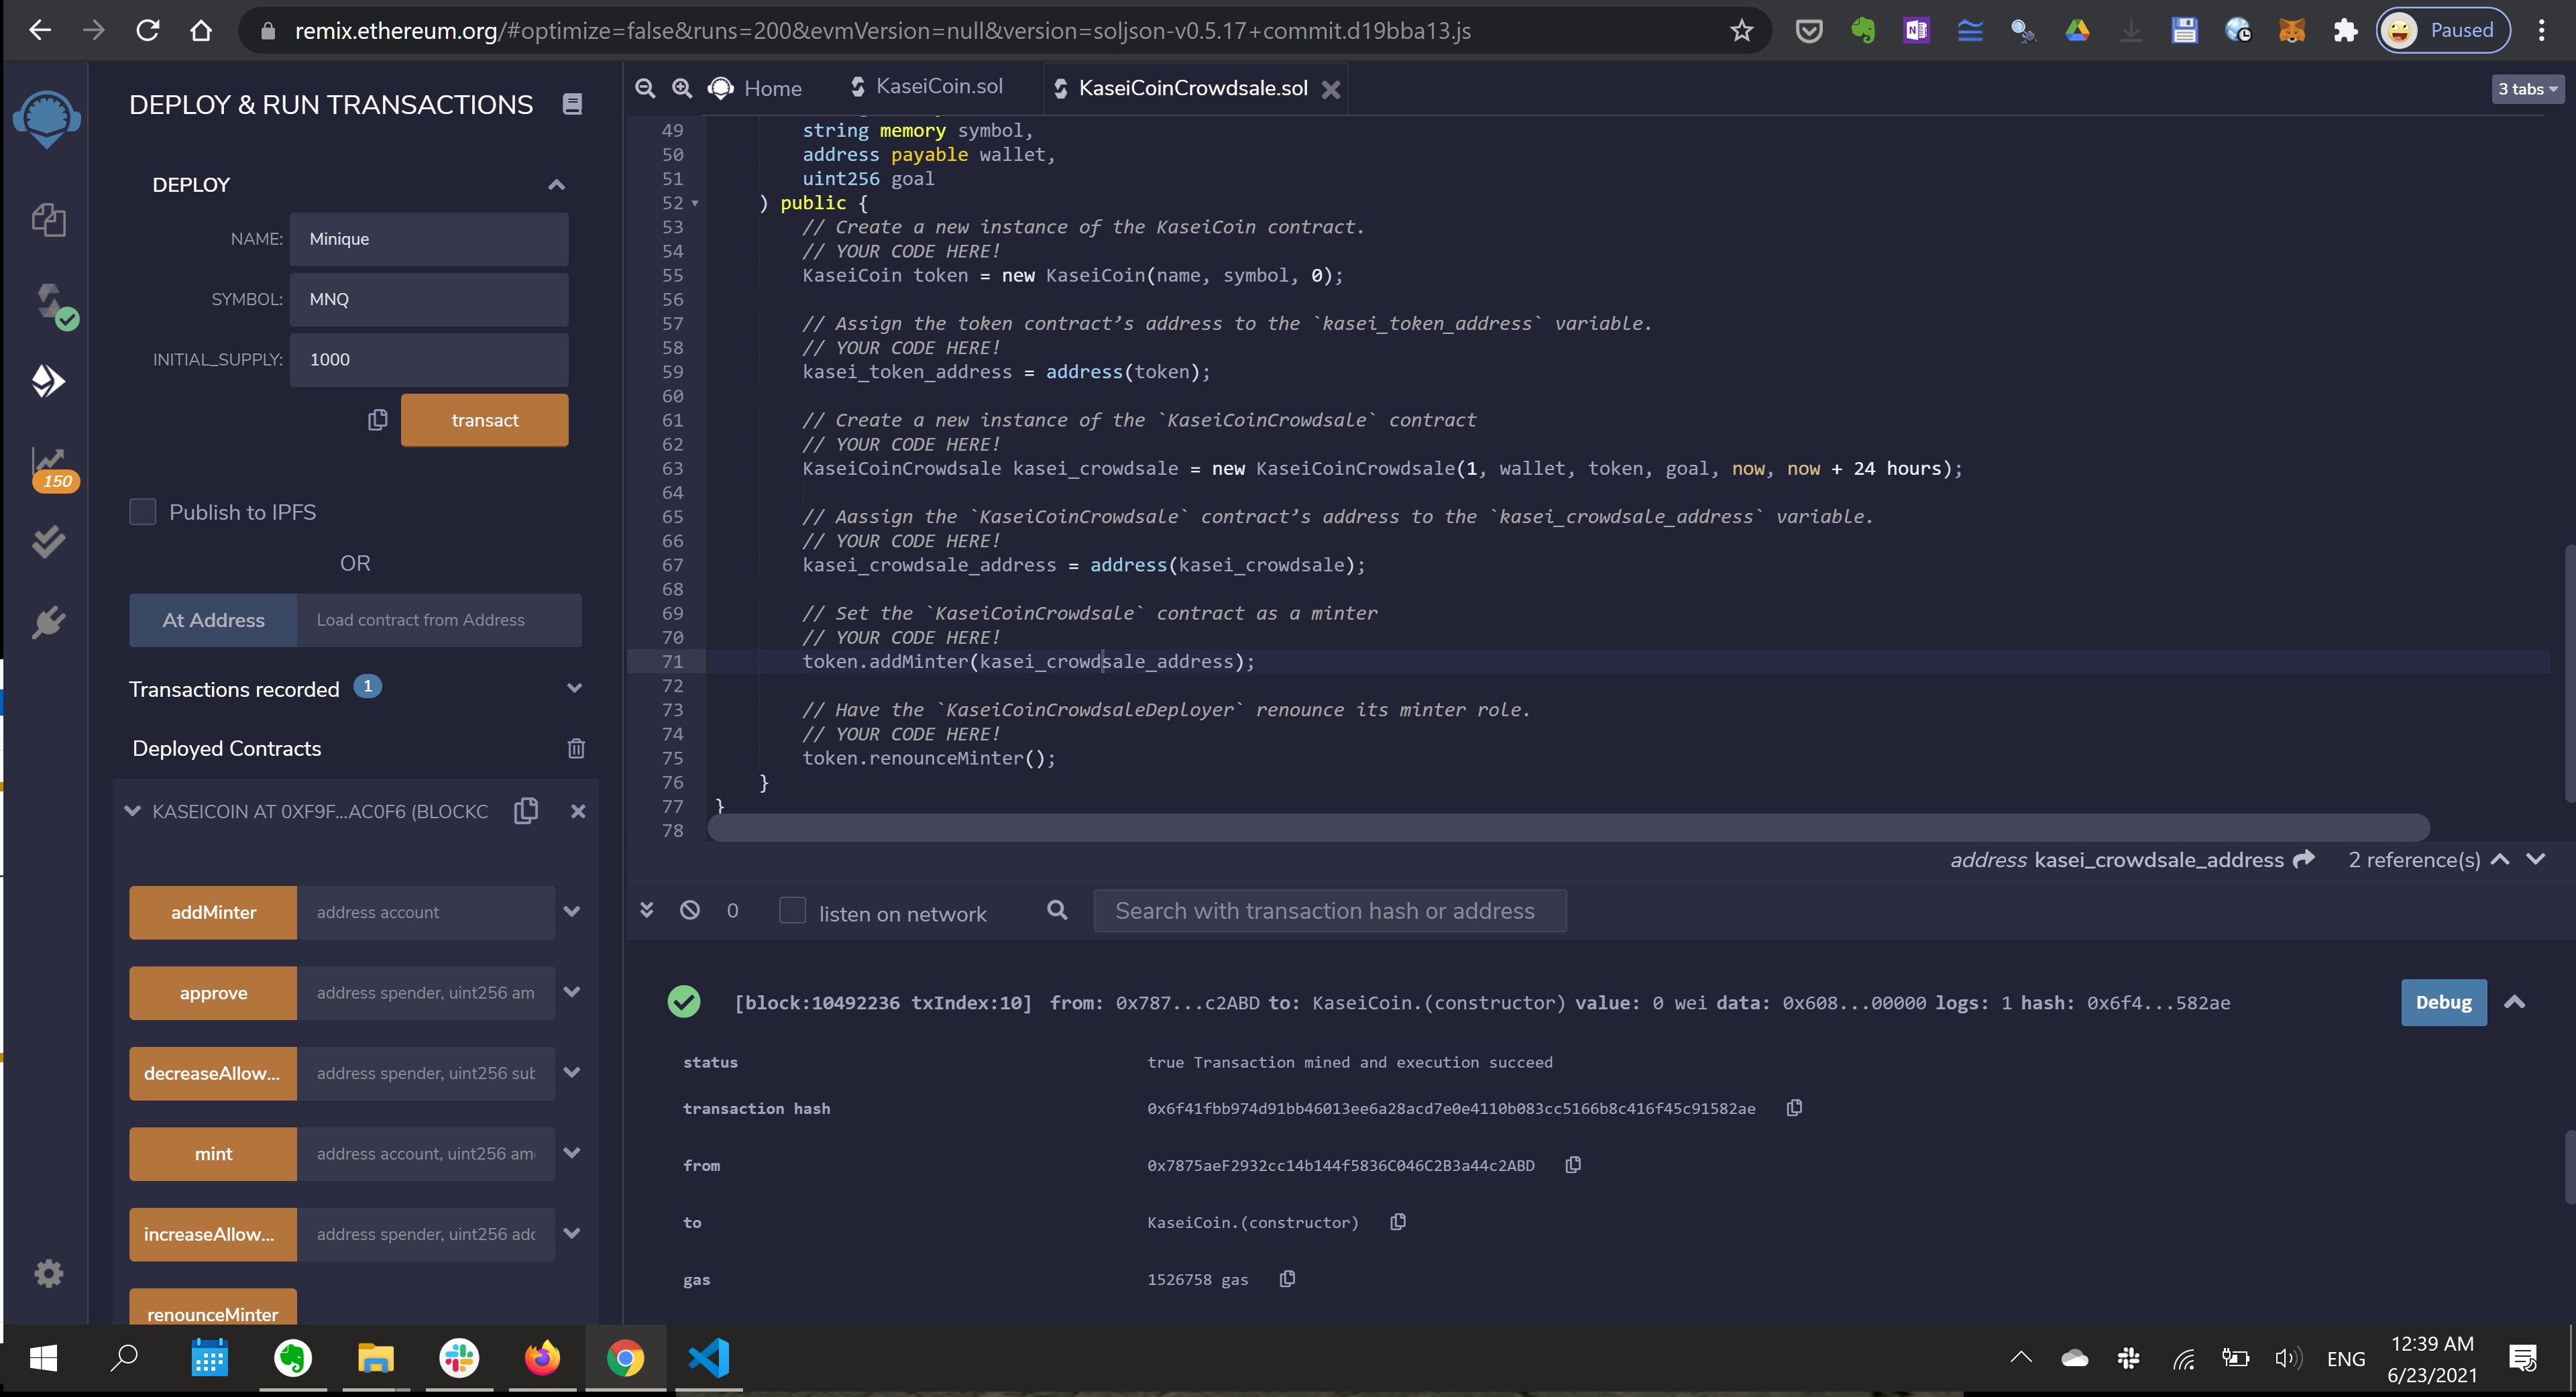 remix.ethereum.org/#optimize=false&runs=200&evmVersion=null&version=soljson-v0.5.17+commit.d19bba13.js
Paused
DEPLOY & RUN TRANSACTIONS
DEPLOY
NAME: Minique
SYMBOL: MNQ
INITIAL_SUPPLY: 1000
transact
150
Publish to IPFS
OR
At Address Load contract from Address
Transactions recorded 1
Deployed Contracts
KASEICOIN AT 0XF9F...AC0F6 (BLOCKC
addMinter address account
approve address spender, uint256 am
decreaseAllow... address spender, uint256 sub
mint address account, uint256 am
increaseAllow... address spender, uint256 add
renounceMinter
Home KaseiCoin.sol KaseiCoinCrowdsale.sol
3 tabs
49 string memory symbol,
50 address payable wallet,
51 uint256 goal
52 ) public {
53 // Create a new instance of the KaseiCoin contract.
54 // YOUR CODE HERE!
55 KaseiCoin token = new KaseiCoin(name, symbol, 0);
56
57 // Assign the token contract’s address to the `kasei_token_address` variable.
58 // YOUR CODE HERE!
59 kasei_token_address = address(token);
60
61 // Create a new instance of the `KaseiCoinCrowdsale` contract
62 // YOUR CODE HERE!
63 KaseiCoinCrowdsale kasei_crowdsale = new KaseiCoinCrowdsale(1, wallet, token, goal, now, now + 24 hours);
64
65 // Aassign the `KaseiCoinCrowdsale` contract’s address to the `kasei_crowdsale_address` variable.
66 // YOUR CODE HERE!
67 kasei_crowdsale_address = address(kasei_crowdsale);
68
69 // Set the `KaseiCoinCrowdsale` contract as a minter
70 // YOUR CODE HERE!
71 token.addMinter(kasei_crowdsale_address);
72
73 // Have the `KaseiCoinCrowdsaleDeployer` renounce its minter role.
74 // YOUR CODE HERE!
75 token.renounceMinter();
76 }
77 }
78
address kasei_crowdsale_address 2 reference(s)
0 listen on network Search with transaction hash or address
[block:10492236 txIndex:10] from: 0x787...c2ABD to: KaseiCoin.(constructor) value: 0 wei data: 0x608...00000 logs: 1 hash: 0x6f4...582ae
Debug
status true Transaction mined and execution succeed
transaction hash 0x6f41fbb974d91bb46013ee6a28acd7e0e4110b083cc5166b8c416f45c91582ae
from 0x7875aeF2932cc14b144f5836C046C2B3a44c2ABD
to KaseiCoin.(constructor)
gas 1526758 gas
ENG
12:39 AM
6/23/2021